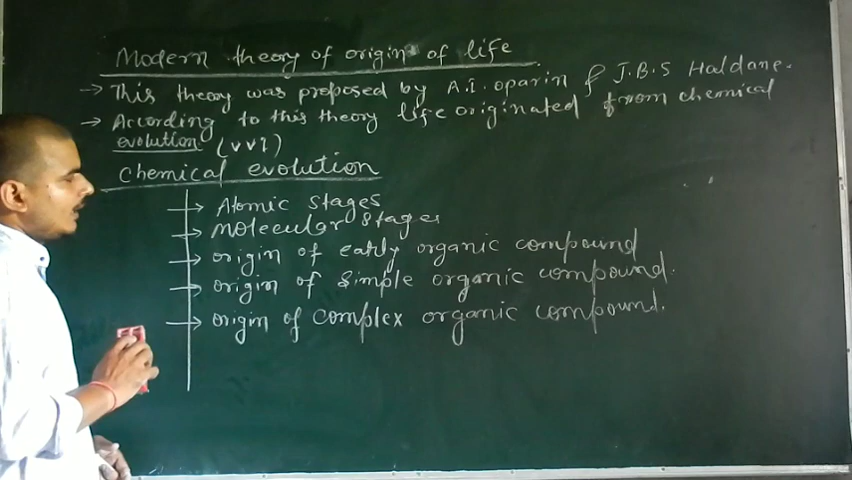 Modern theory of origin of life
→ This theory was proposed by A.I. oparin & J.B.S Haldane.
→ According to this theory life originated from chemical
evolution (VVI)
Chemical evolution
→ Atomic stages
→ molecular stages
→ origin of early organic compound
→ origin of simple organic compound.
→ origin of complex organic compound.